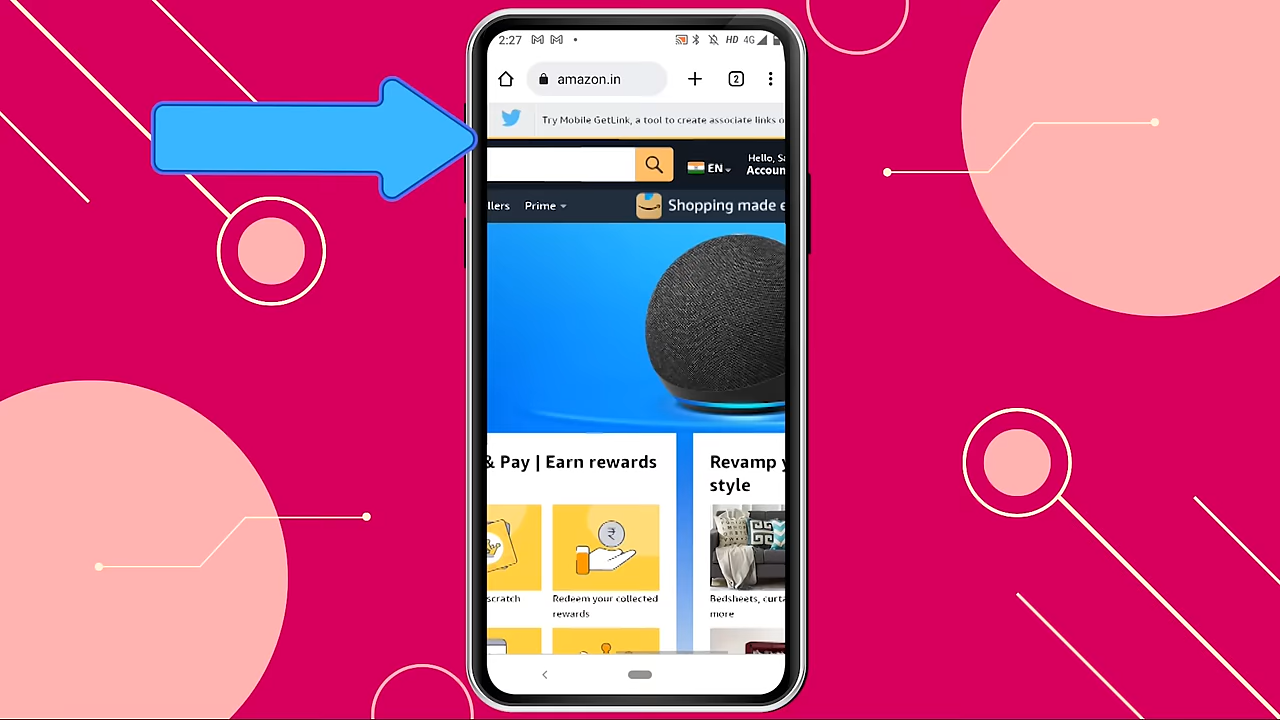 2:27
HD 4G
amazon.in
2
Try Mobile GetLink, a tool to create associate links o
EN
Hello, Sa
Accoun
llers Prime
Shopping made e
& Pay | Earn rewards
Revamp y
style
scratch
Redeem your collected
rewards
Bedsheets, curta
more